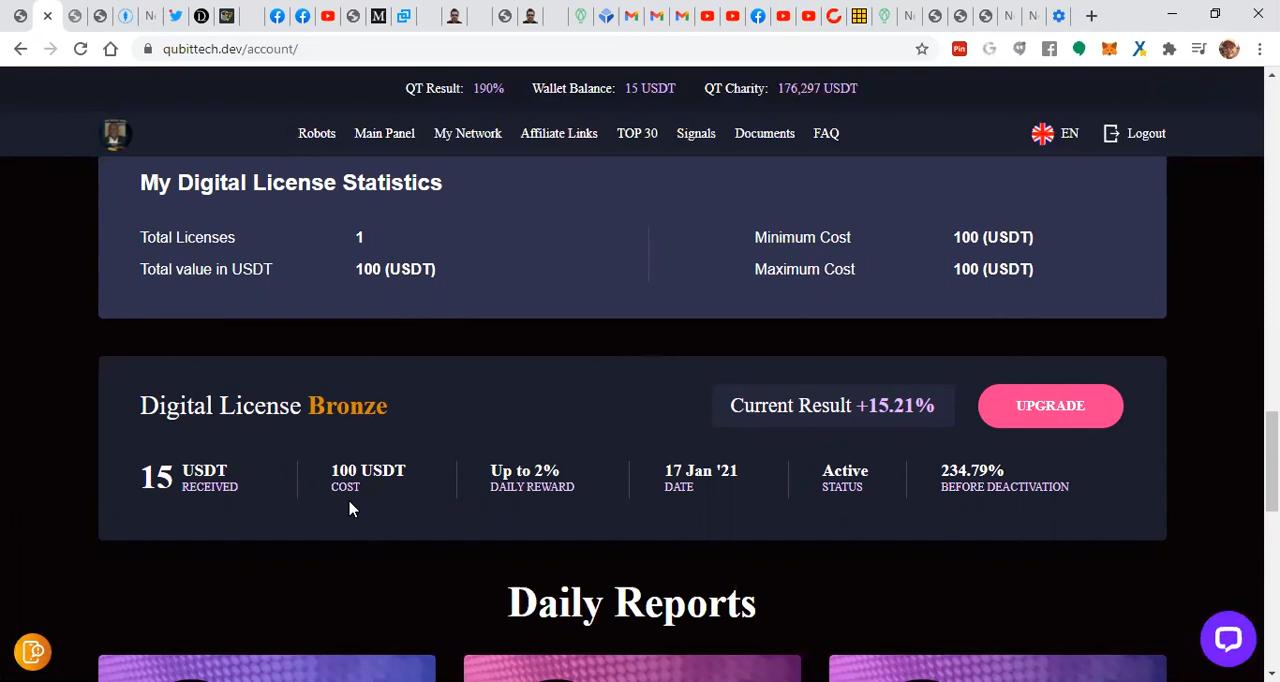 qubittech.dev/account/
QT Result: 190% Wallet Balance: 15 USDT QT Charity: 176,297 USDT
Robots Main Panel My Network Affiliate Links TOP 30 Signals Documents FAQ EN Logout
My Digital License Statistics
Total Licenses 1 Minimum Cost 100 (USDT)
Total value in USDT 100 (USDT) Maximum Cost 100 (USDT)
Digital License Bronze Current Result +15.21% UPGRADE
15 USDT 100 USDT Up to 2% 17 Jan '21 Active 234.79%
RECEIVED COST DAILY REWARD DATE STATUS BEFORE DEACTIVATION
Daily Reports